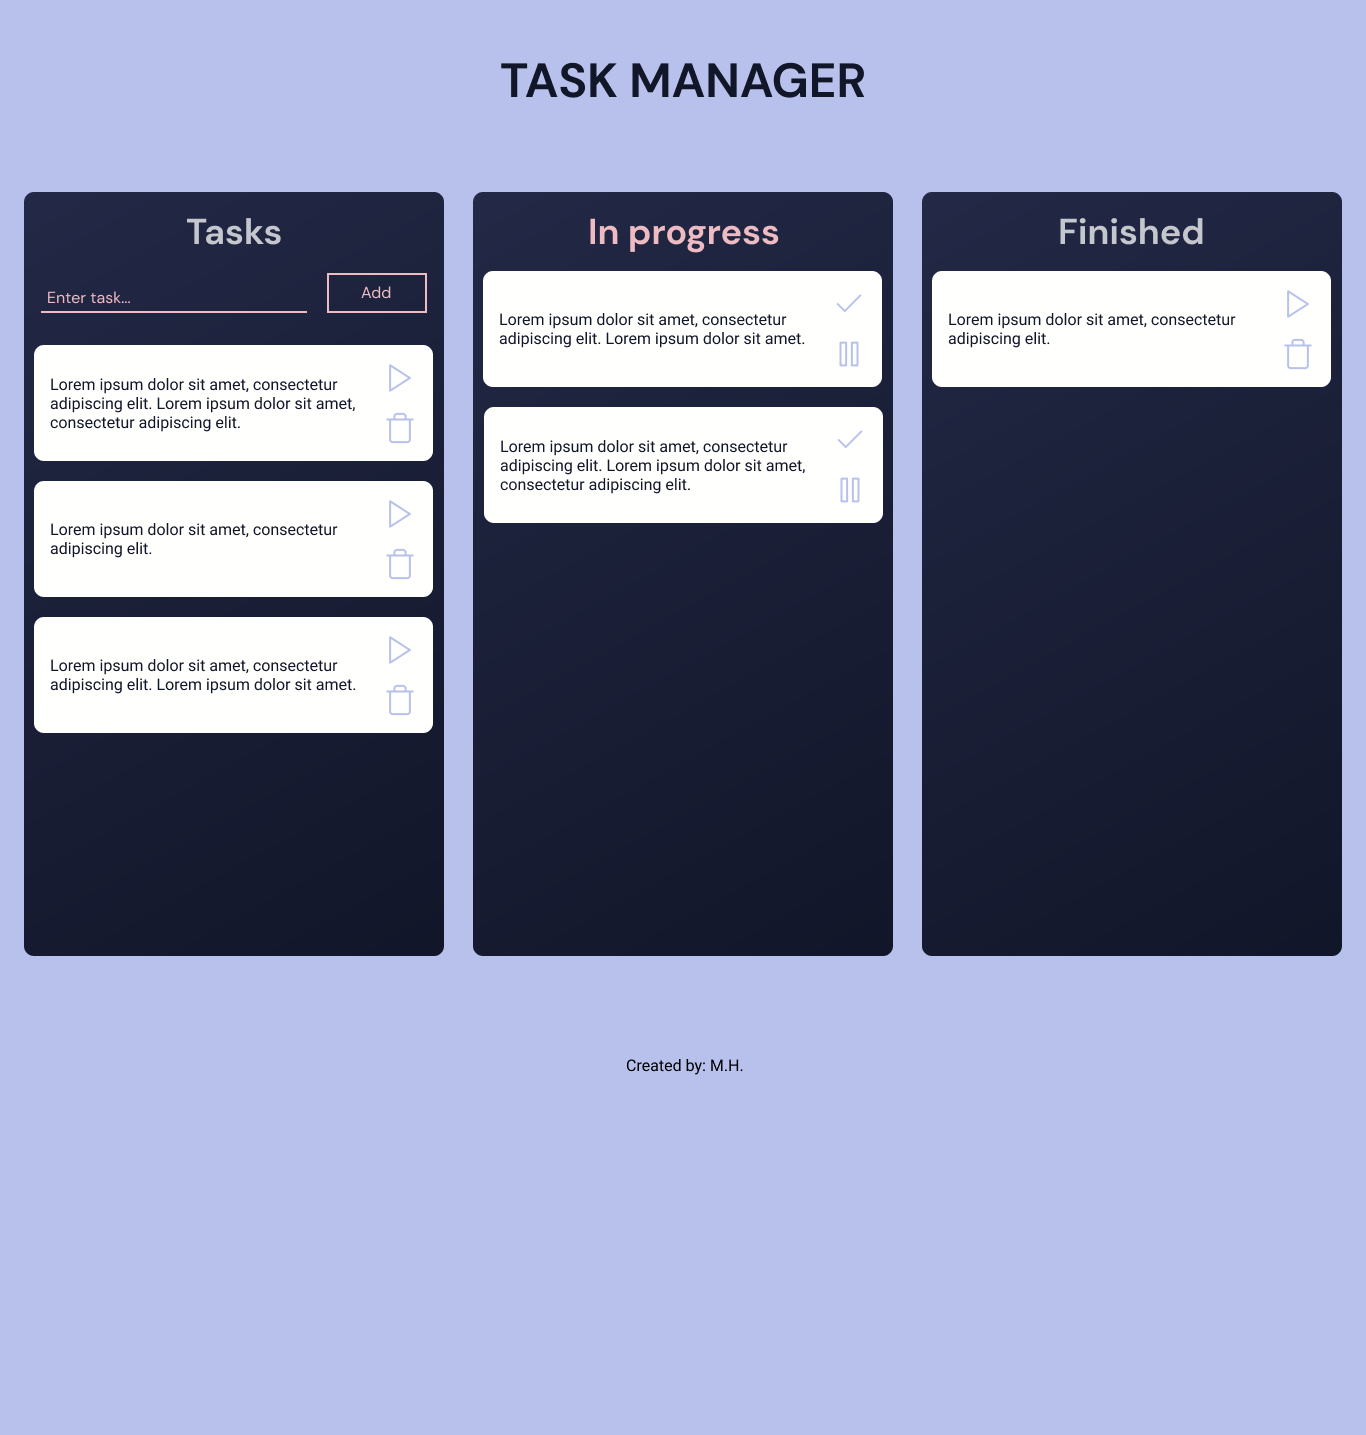 TASK MANAGER
Tasks
Enter task...
Add
Lorem ipsum dolor sit amet, consectetur
adipiscing elit. Lorem ipsum dolor sit amet,
consectetur adipiscing elit.
Lorem ipsum dolor sit amet, consectetur
adipiscing elit.
Lorem ipsum dolor sit amet, consectetur
adipiscing elit. Lorem ipsum dolor sit amet.
In progress
Lorem ipsum dolor sit amet, consectetur
adipiscing elit. Lorem ipsum dolor sit amet.
Lorem ipsum dolor sit amet, consectetur
adipiscing elit. Lorem ipsum dolor sit amet,
consectetur adipiscing elit.
Finished
Lorem ipsum dolor sit amet, consectetur
adipiscing elit.
Created by: M.H.